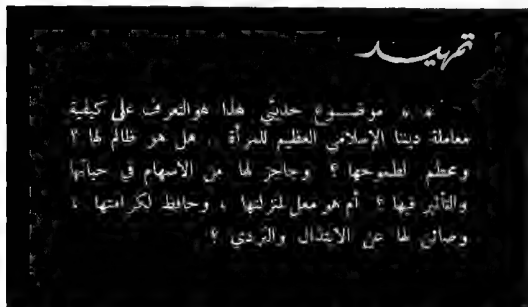 تمهيد
* * موضوع حديثي هذا هو التعرف على كيفية
معاملة ديننا الإسلامي العظيم للمرأة . هل هو ظالم لها ؟
ومحطم لطموحها ؟ وحاجز لها من الاسهام في حياتها
والتأثير فيها ؟ أم هو معل لمنزلتها ، وحافظ لكرامتها ،
وصائن لها عن الابتذال والتردي ؟